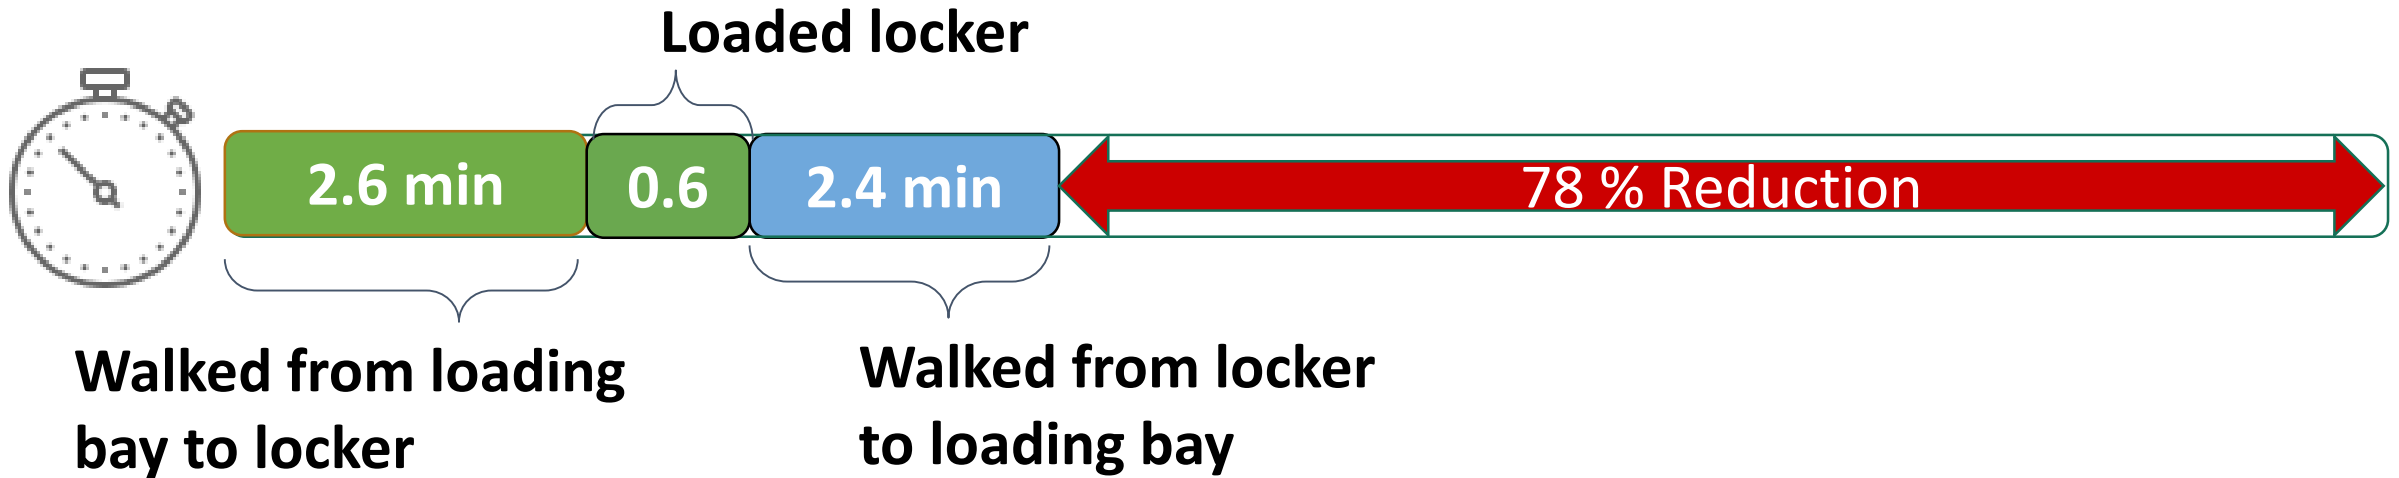 Loaded locker
2.6 min
0.6
2.4 min
78 % Reduction
Walked from loading
bay to locker
Walked from locker
to loading bay